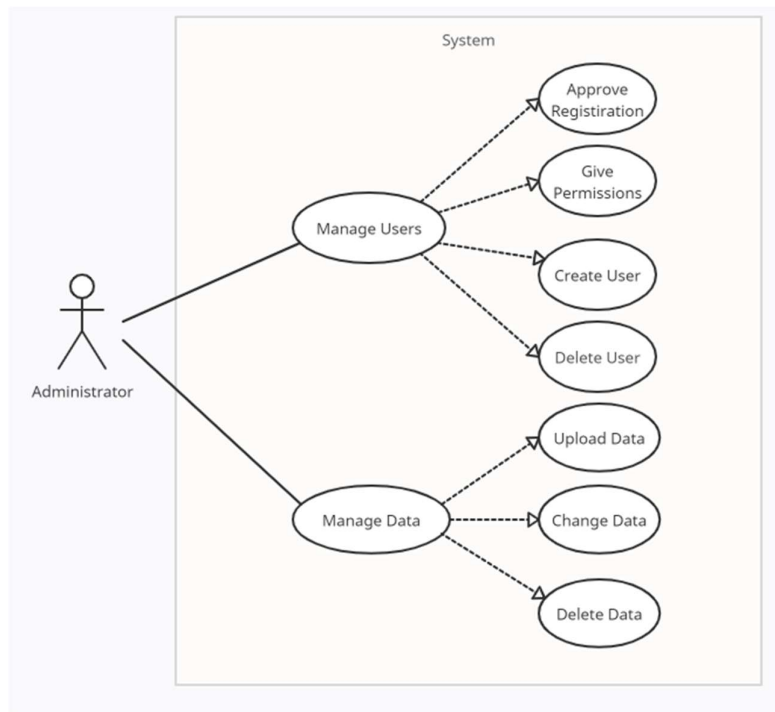 System
Approve
Registiration
Give
Permissions
Manage Users
Create User
Delete User
Administrator
Upload Data
Manage Data
Change Data
Delete Data